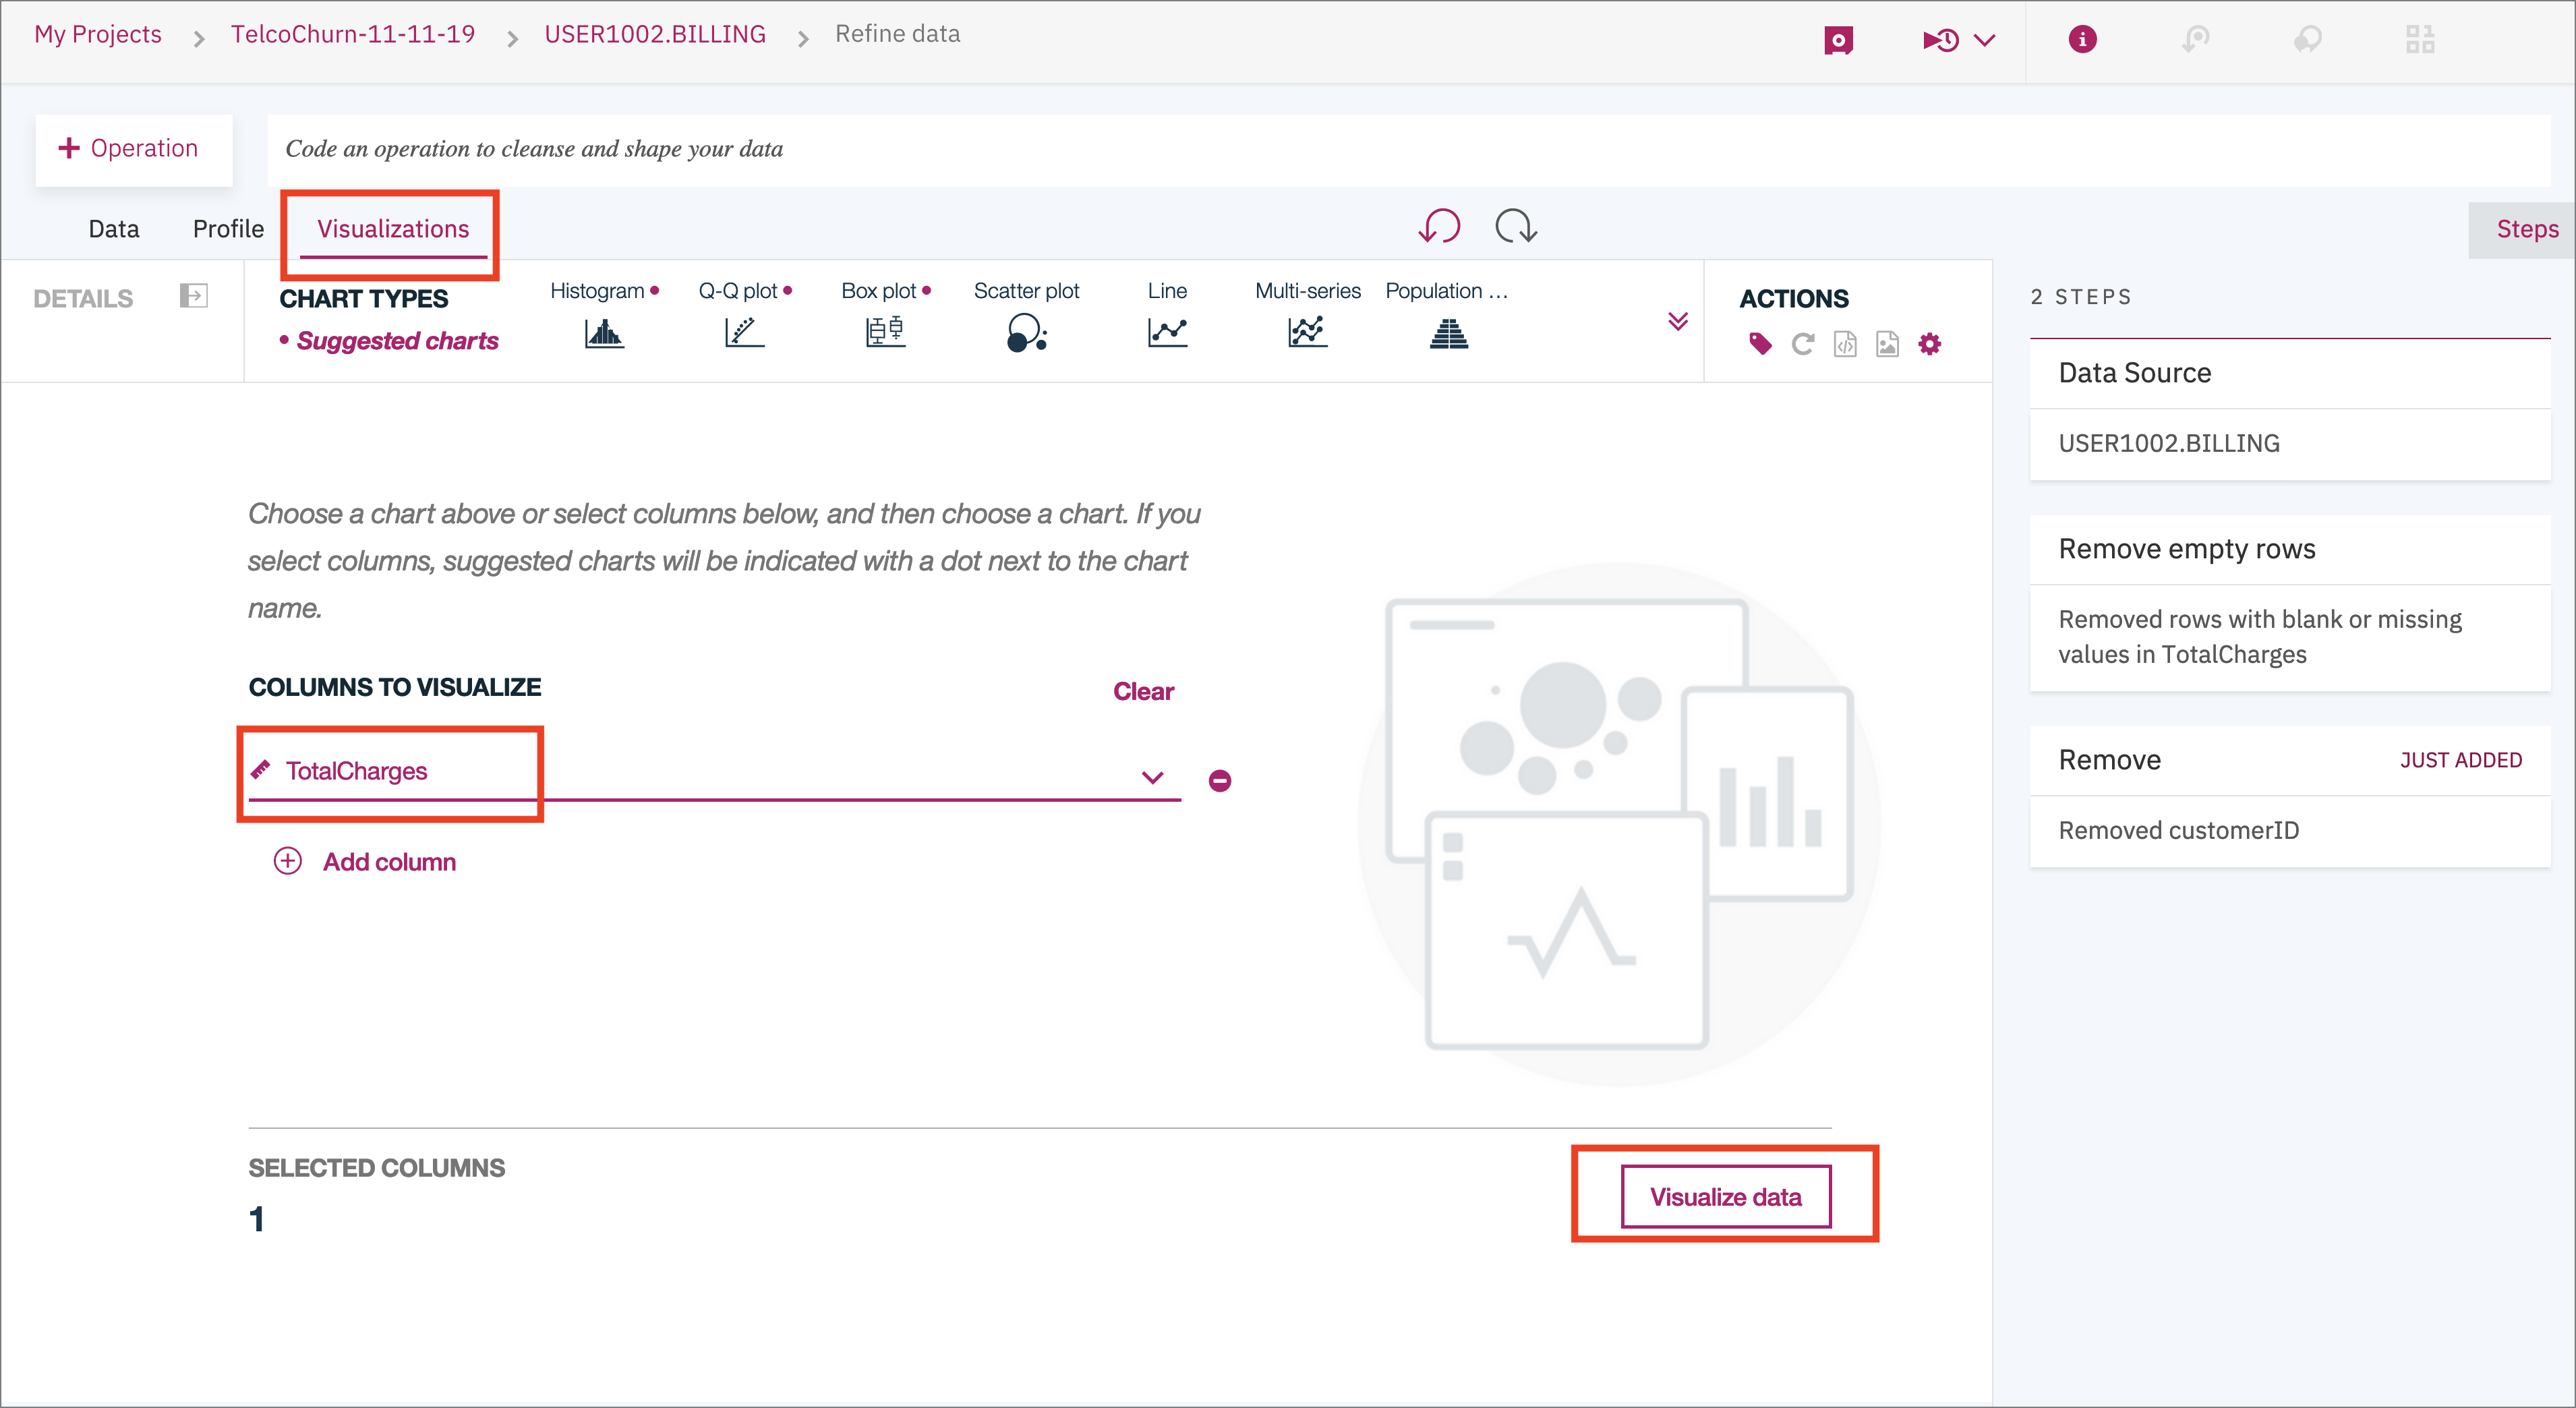 My Projects > TelcoChurn-11-11-19 > USER1002.BILLING > Refine data
+ Operation
Code an operation to cleanse and shape your data
Data Profile Visualizations
Steps
DETAILS
CHART TYPES
• Suggested charts
Histogram • Q-Q plot • Box plot • Scatter plot Line Multi-series Population ...
ACTIONS
Choose a chart above or select columns below, and then choose a chart. If you
select columns, suggested charts will be indicated with a dot next to the chart
name.
COLUMNS TO VISUALIZE
Clear
TotalCharges
Add column
SELECTED COLUMNS
1
Visualize data
2 STEPS
Data Source
USER1002.BILLING
Remove empty rows
Removed rows with blank or missing
values in TotalCharges
Remove JUST ADDED
Removed customerID